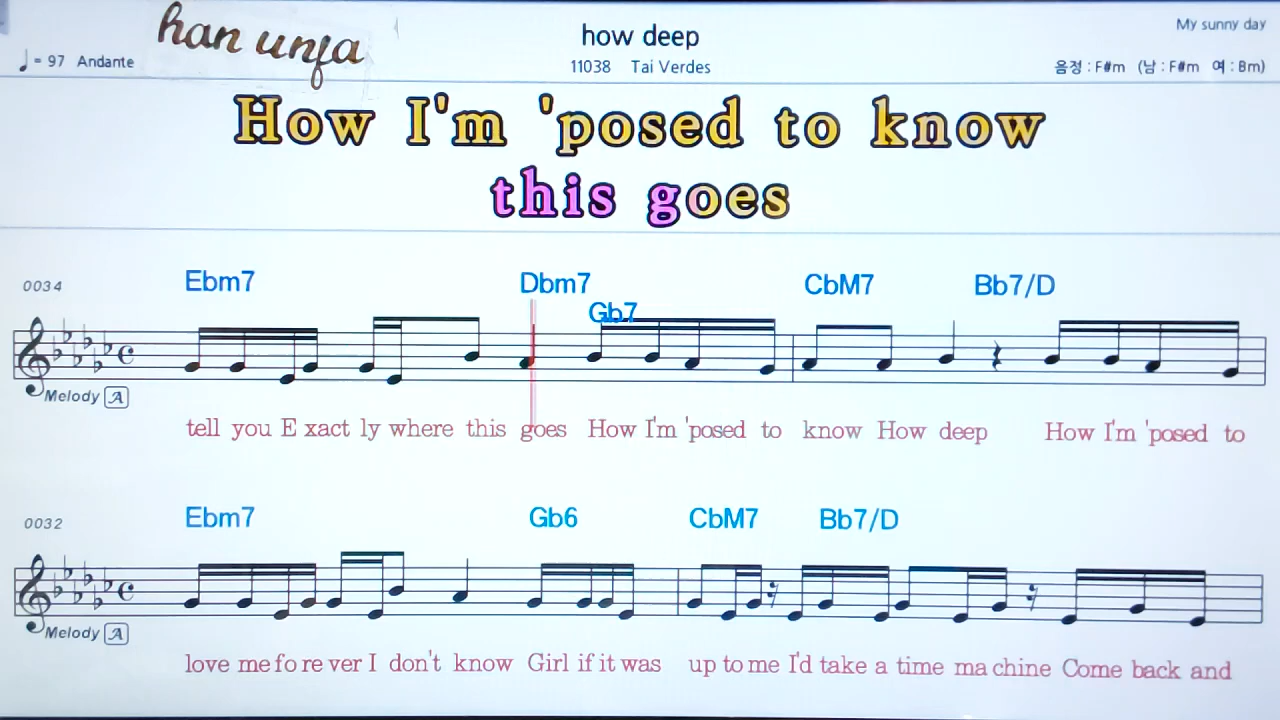 han unfa
how deep
My sunny day
♩= 97 Andante
11038 Tai Verdes
음정 : F#m (남 : F#m 여 : Bm)
How I'm 'posed to know
this goes
0034
Ebm7 Dbm7 Gb7 CbM7 Bb7/D
Melody A
tell you E xact ly where this goes How I'm 'posed to know How deep How I'm 'posed to
0032
Ebm7 Gb6 CbM7 Bb7/D
Melody A
love me fo re ver I don't know Girl if it was up to me I'd take a time ma chine Come back and